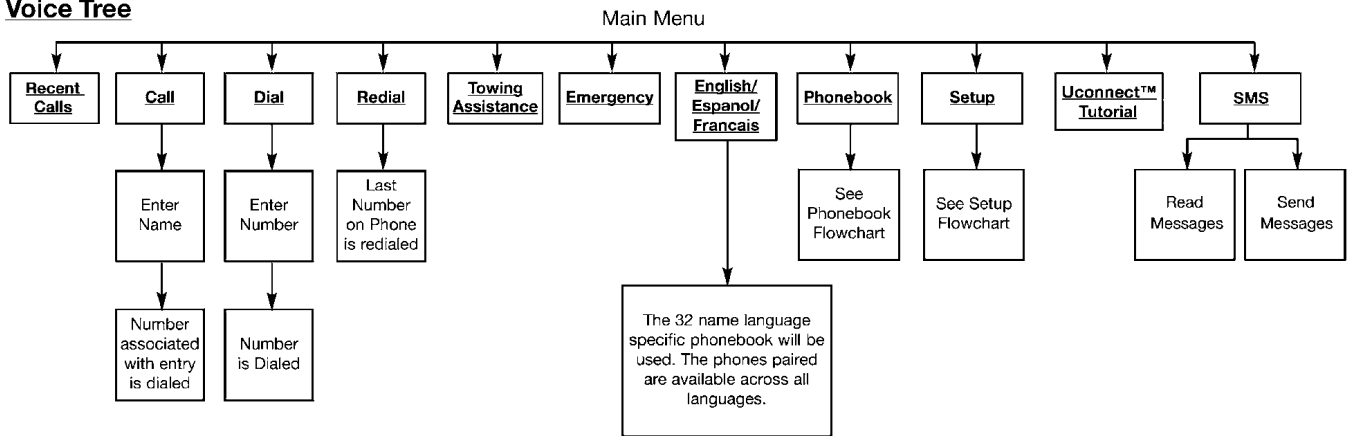 Voice Tree
Main Menu
Recent
Calls
Call
Dial
Redial
Towing
Assistance
Emergency
English/
Espanol/
Francais
Phonebook
Setup
Uconnect™
Tutorial
SMS
Enter
Name
Enter
Number
Last
Number
on Phone
is redialed
See
Phonebook
Flowchart
See Setup
Flowchart
Read
Messages
Send
Messages
Number
associated
with entry
is dialed
Number
is Dialed
The 32 name language
specific phonebook will be
used. The phones paired
are available across all
languages.